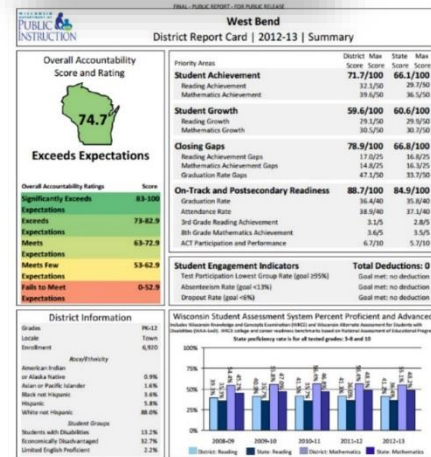 FINAL - PUBLIC REPORT - FOR PUBLIC RELEASE
WISCONSIN
DEPARTMENT OF
PUBLIC
INSTRUCTION
West Bend
District Report Card | 2012-13 | Summary
Overall Accountability
Score and Rating
74.7
Exceeds Expectations
Overall Accountability Ratings Score
Significantly Exceeds 83-100
Expectations
Exceeds 73-82.9
Expectations
Meets 63-72.9
Expectations
Meets Few 53-62.9
Expectations
Fails to Meet 0-52.9
Expectations
District Max State Max
Priority Areas Score Score Score Score
Student Achievement 71.7/100 66.1/100
Reading Achievement 32.1/50 29.7/50
Mathematics Achievement 39.6/50 36.5/50
Student Growth 59.6/100 60.6/100
Reading Growth 29.1/50 29.9/50
Mathematics Growth 30.5/50 30.7/50
Closing Gaps 78.9/100 66.8/100
Reading Achievement Gaps 17.0/25 16.8/25
Mathematics Achievement Gaps 14.8/25 16.3/25
Graduation Rate Gaps 47.1/50 33.7/50
On-Track and Postsecondary Readiness 88.7/100 84.9/100
Graduation Rate 36.4/40 35.8/40
Attendance Rate 38.9/40 37.1/40
3rd Grade Reading Achievement 3.1/5 2.8/5
8th Grade Mathematics Achievement 3.6/5 3.5/5
ACT Participation and Performance 6.7/10 5.7/10
Student Engagement Indicators Total Deductions: 0
Test Participation Lowest Group Rate (goal ≥95%) Goal met: no deduction
Absenteeism Rate (goal <13%) Goal met: no deduction
Dropout Rate (goal <6%) Goal met: no deduction
District Information
Grades PK-12
Locale Town
Enrollment 6,920
Race/Ethnicity
American Indian
or Alaska Native 0.9%
Asian or Pacific Islander 1.6%
Black not Hispanic 3.6%
Hispanic 5.8%
White not Hispanic 88.0%
Student Groups
Students with Disabilities 13.2%
Economically Disadvantaged 32.7%
Limited English Proficient 2.2%
Wisconsin Student Assessment System Percent Proficient and Advanced
State proficiency rate is for all tested grades: 3-8 and 10
100%
75%
50%
25%
0%
2008-09 2009-10 2010-11 2011-12 2012-13
District: Reading State: Reading District: Mathematics State: Mathematics